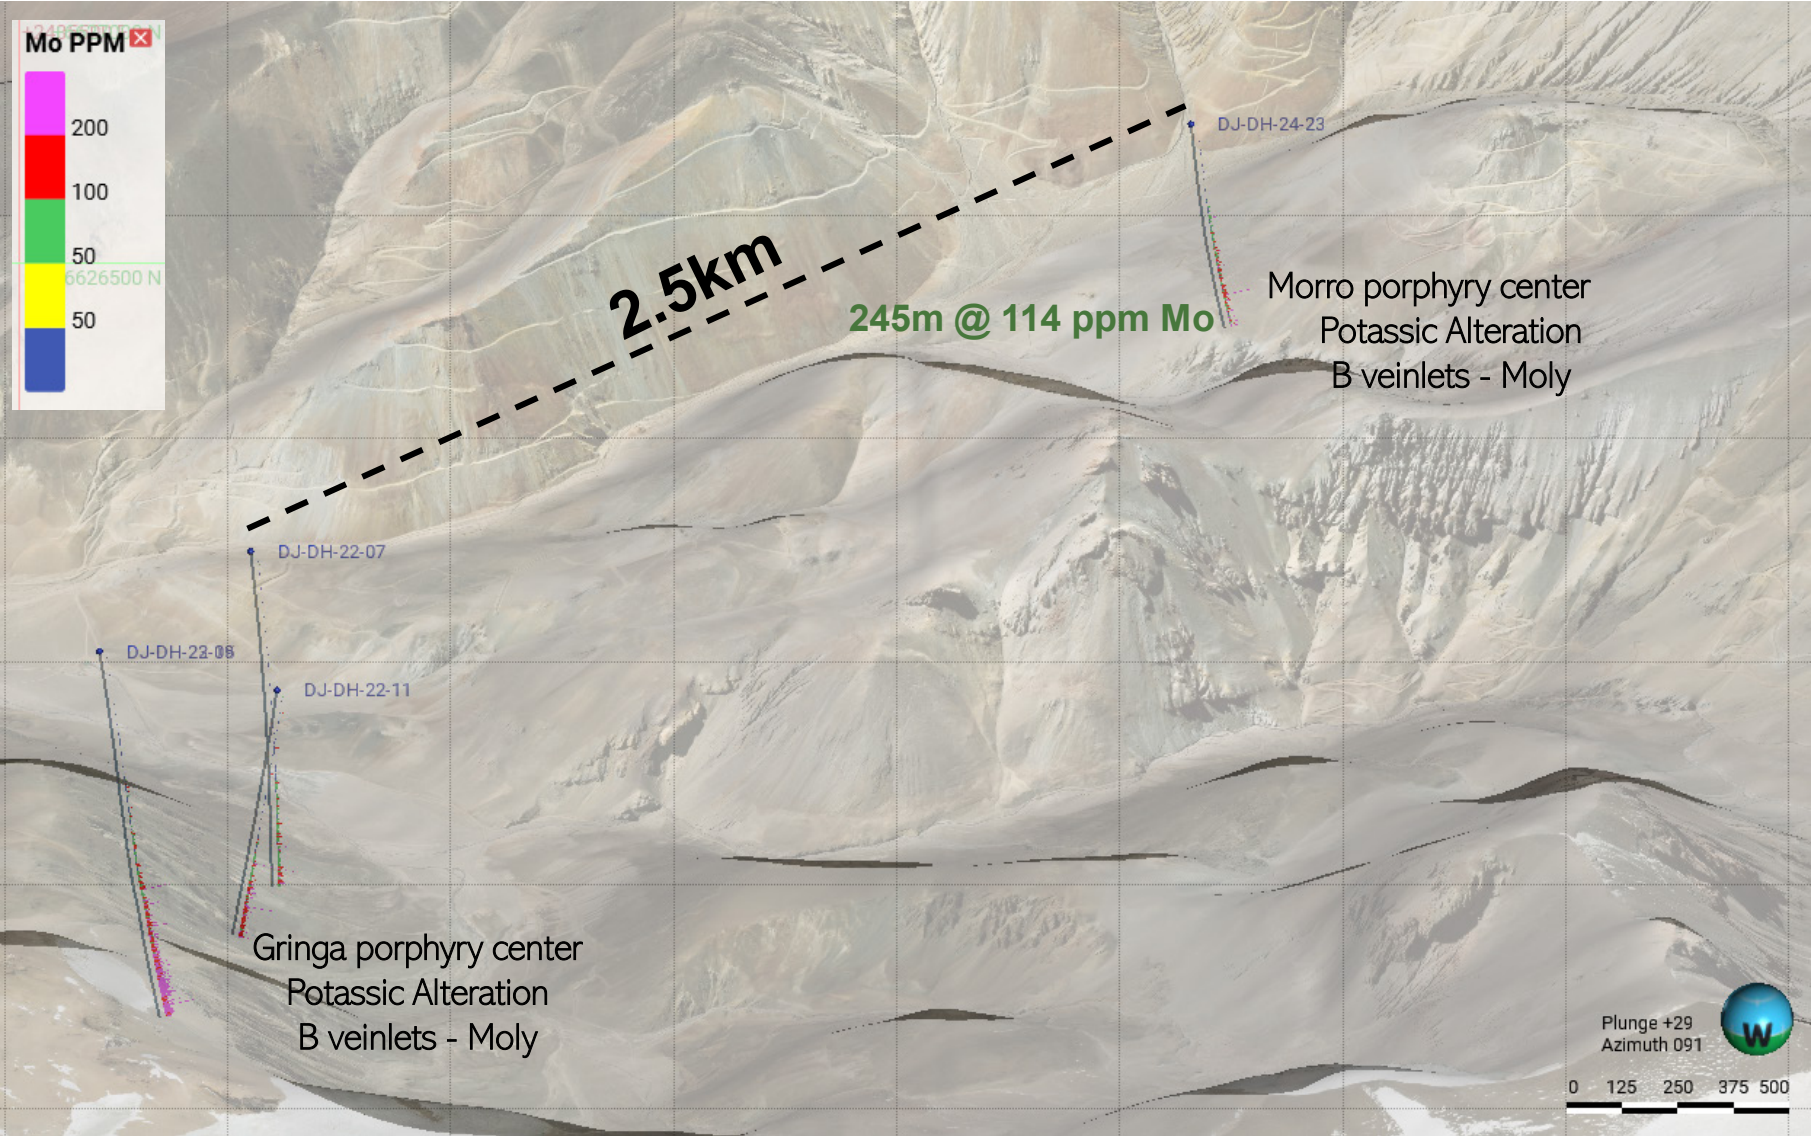 Mo PPM
200
100
50
6626500 N
50
DJ-DH-24-23
2.5km
245m @ 114 ppm Mo
Morro porphyry center
Potassic Alteration
B veinlets - Moly
DJ-DH-22-07
DJ-DH-22-11
Gringa porphyry center
Potassic Alteration
B veinlets - Moly
W
Plunge +29
Azimuth 091
0 125 250 375 500